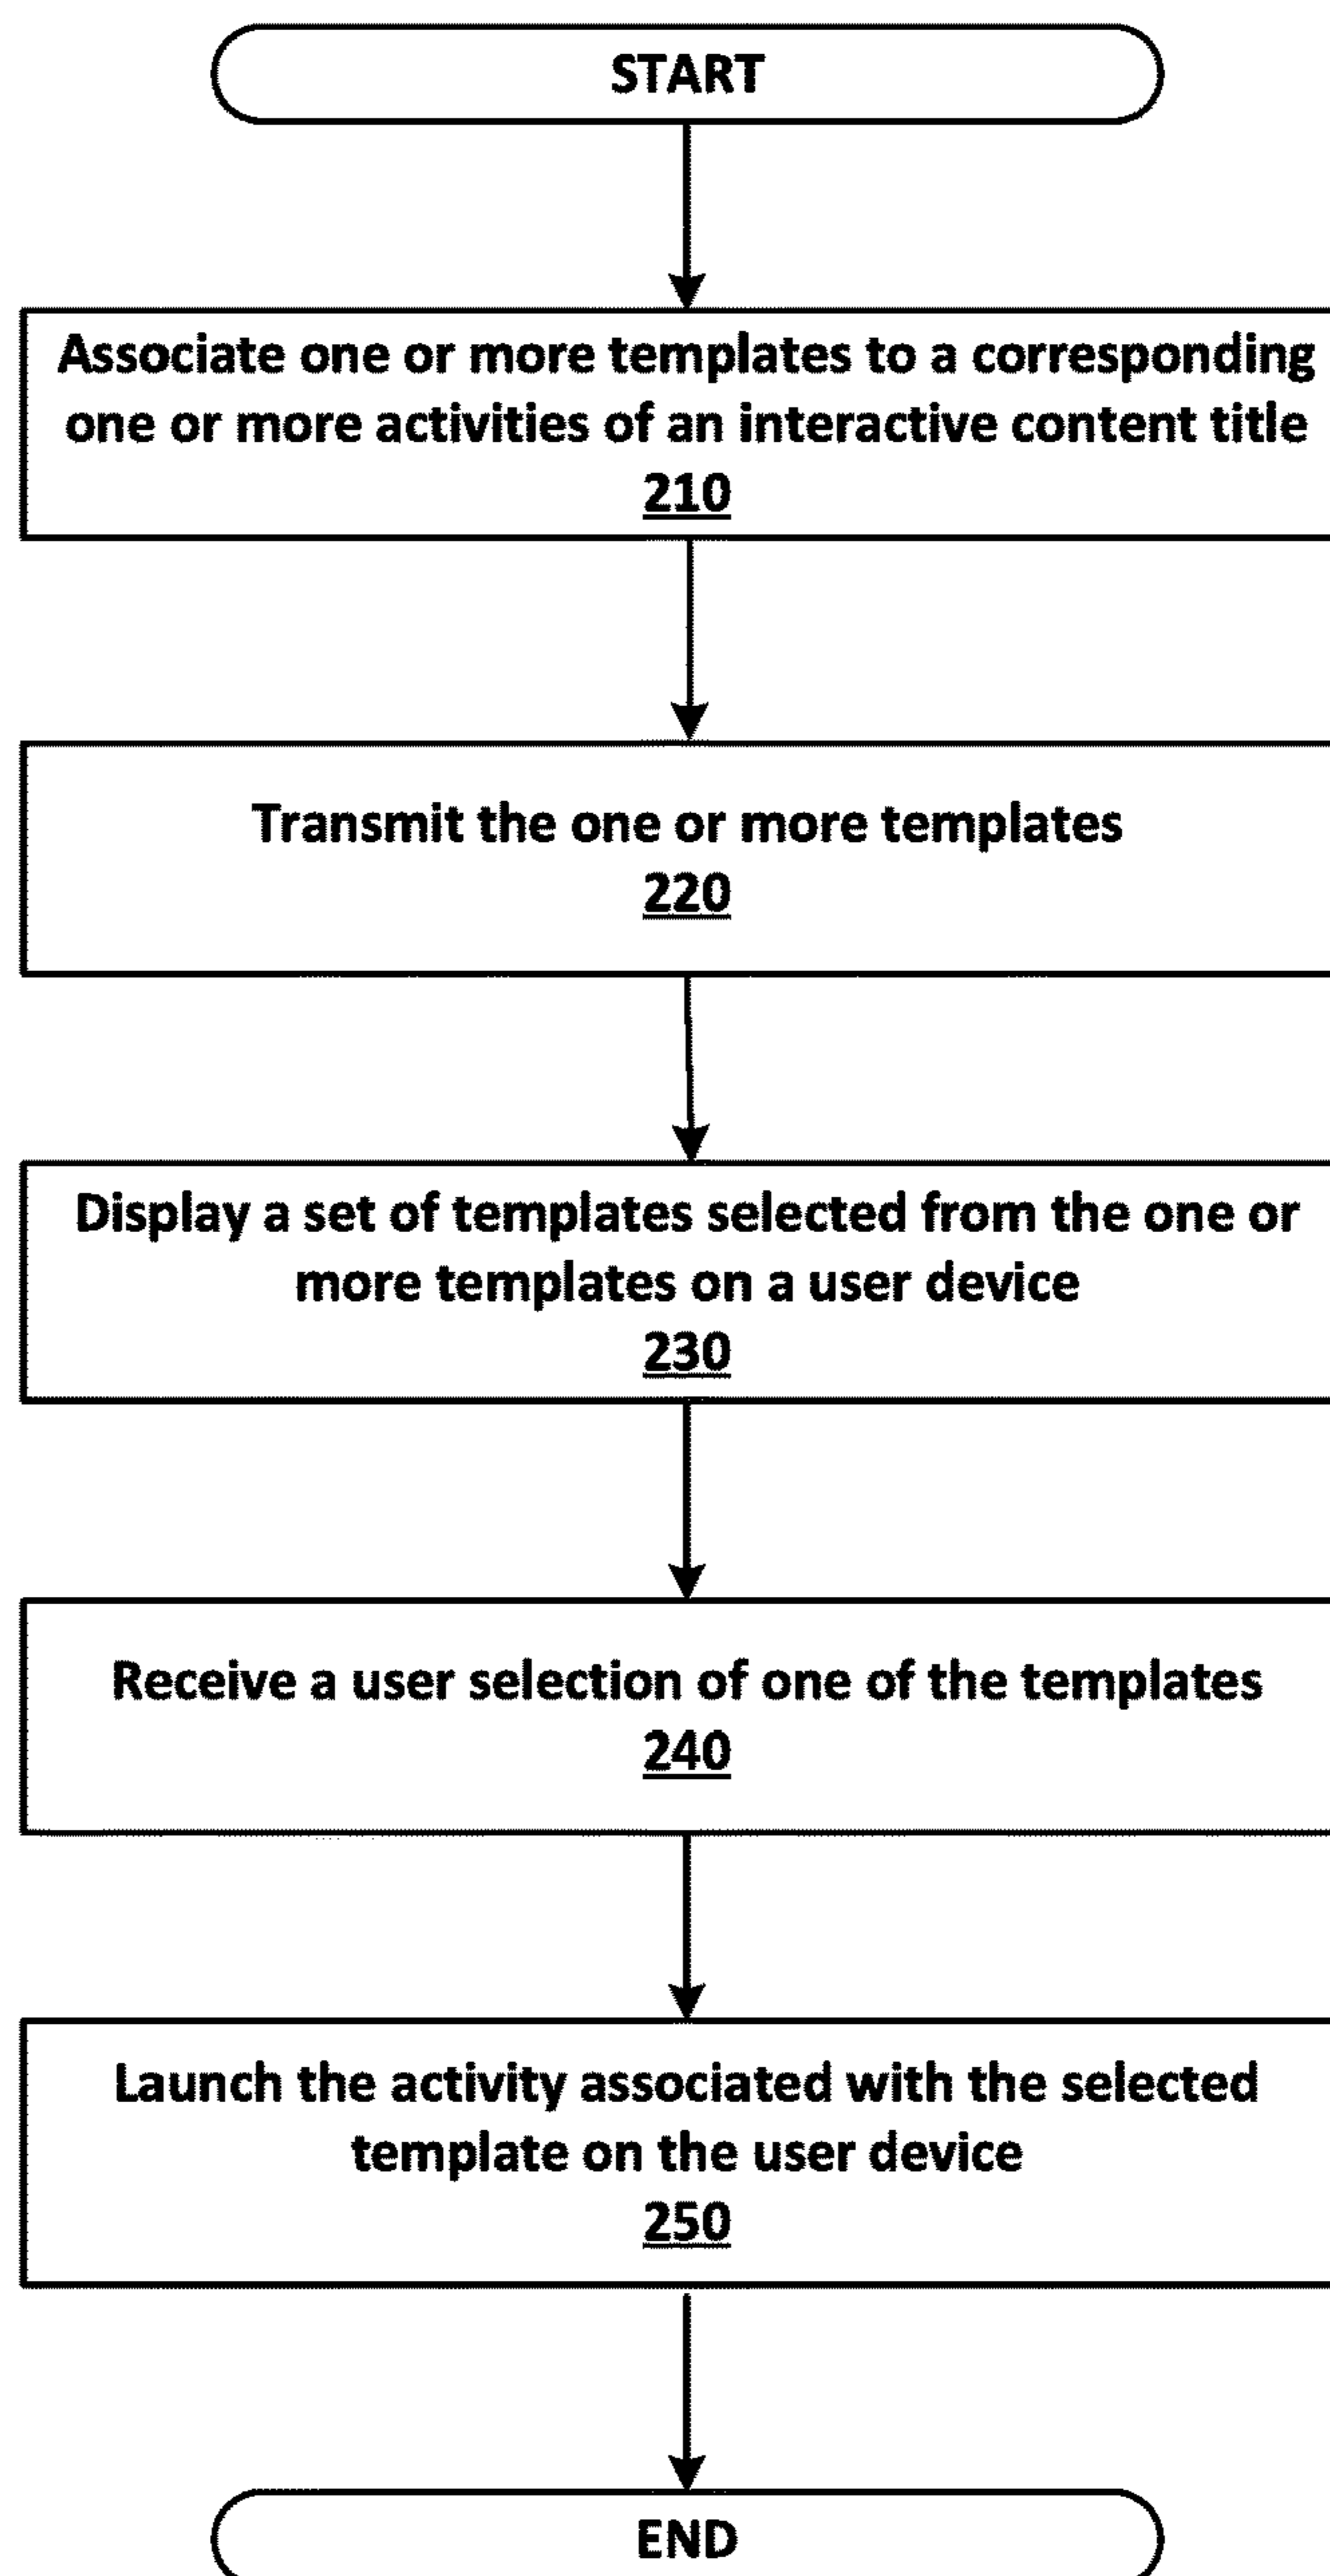 START
Associate one or more templates to a corresponding
one or more activities of an interactive content title
210
Transmit the one or more templates
220
Display a set of templates selected from the one or
more templates on a user device
230
Receive a user selection of one of the templates
240
Launch the activity associated with the selected
template on the user device
250
END